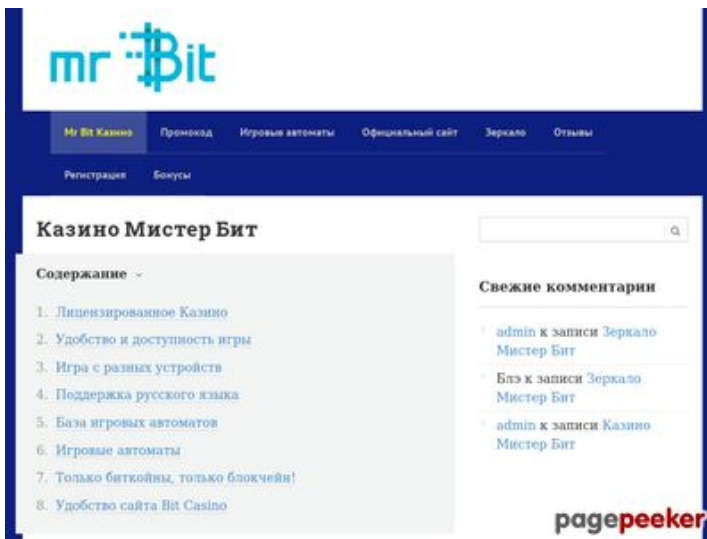 mr Bit
Mr Bit Казино Промокод Игровые автоматы Официальный сайт Зеркало Отзывы
Регистрация Бонусы
Казино Мистер Бит
Содержание
1. Лицензированное Казино
2. Удобство и доступность игры
3. Игра с разных устройств
4. Поддержка русского языка
5. База игровых автоматов
6. Игровые автоматы
7. Только биткойны, только блокчейн!
8. Удобство сайта Bit Casino
Свежие комментарии
admin к записи Зеркало
Мистер Бит
Блэ к записи Зеркало
Мистер Бит
admin к записи Казино
Мистер Бит
pagepeeker